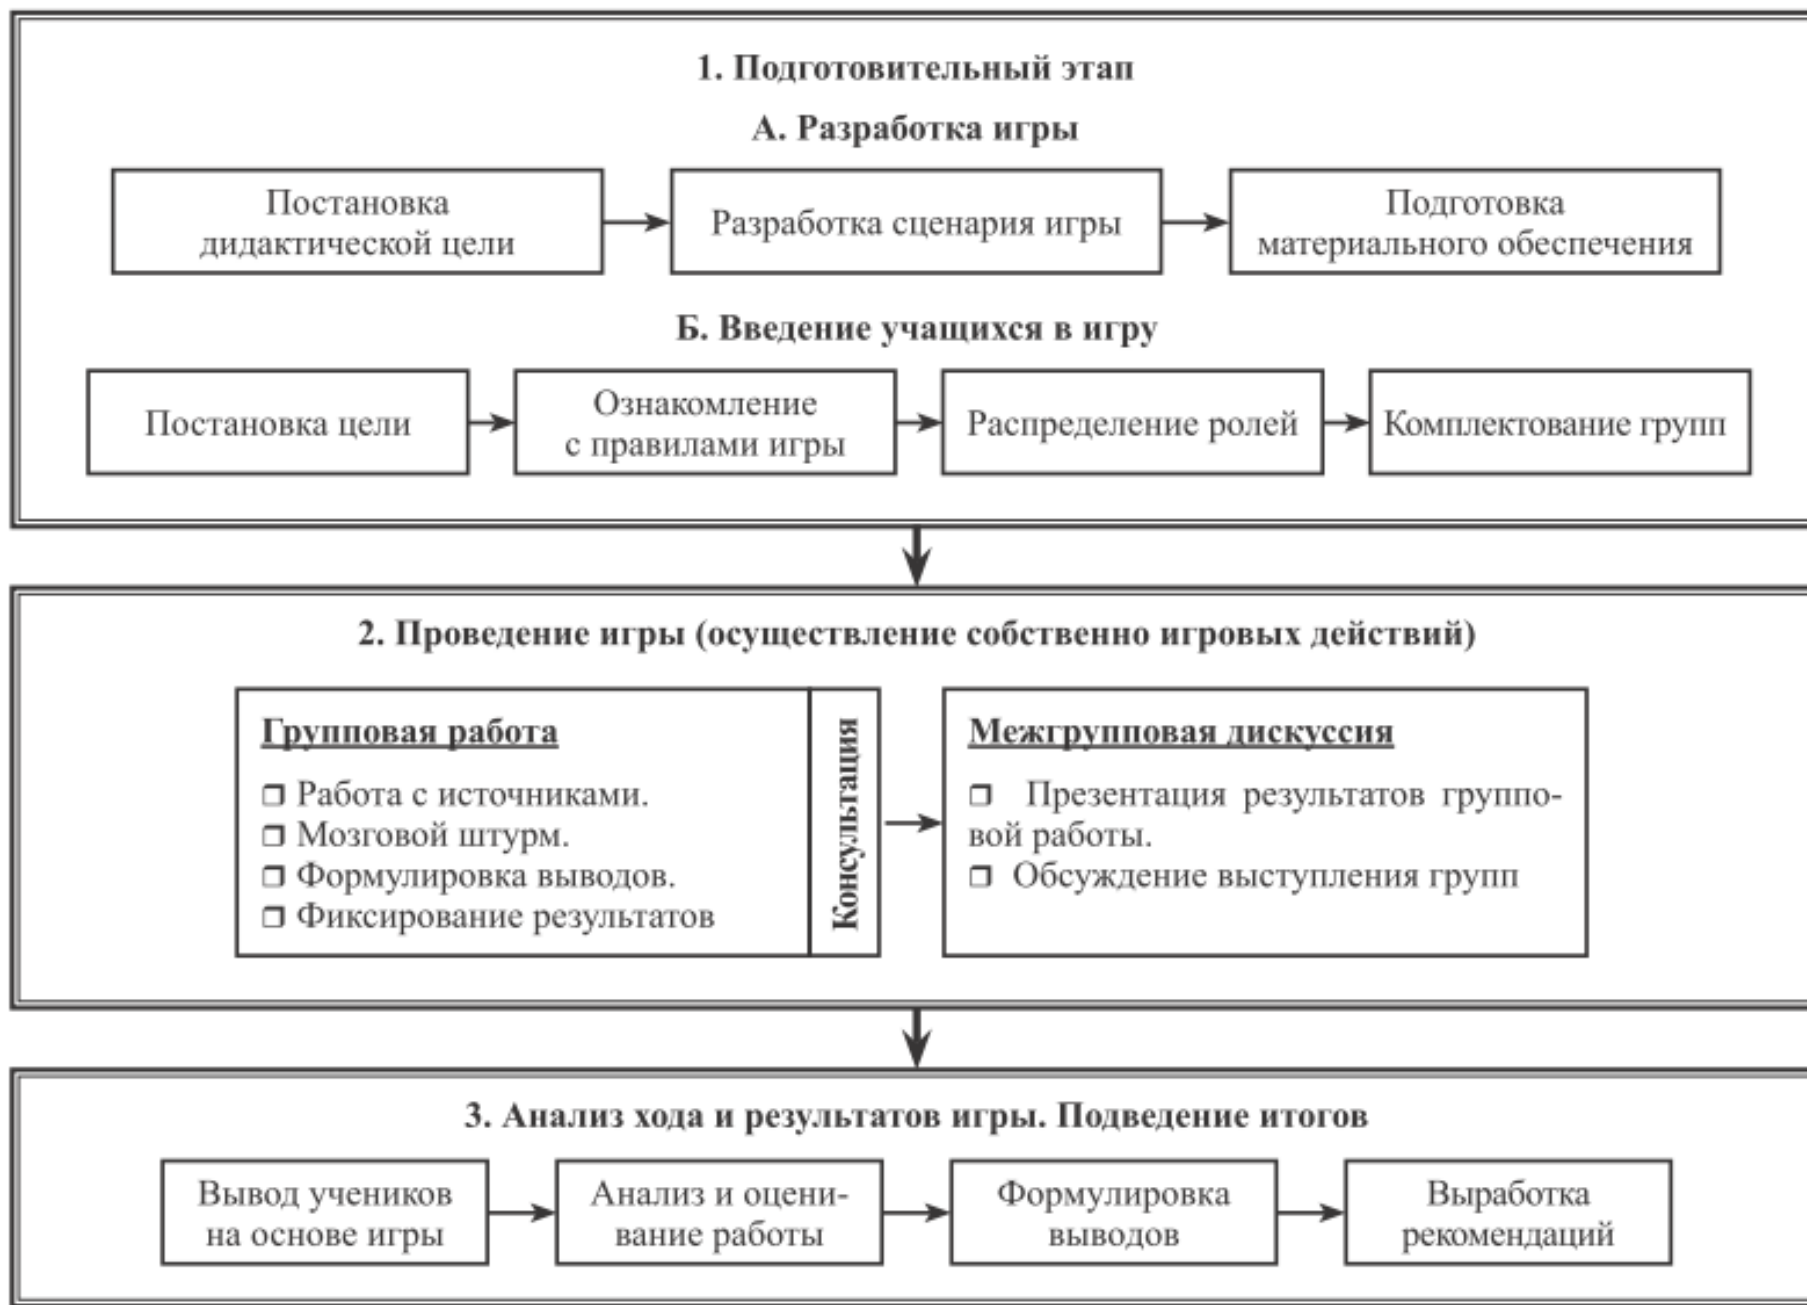 1. Подготовительный этап
А. Разработка игры
Постановка
дидактической цели
Разработка сценария игры
Подготовка
материального обеспечения
Б. Введение учащихся в игру
Постановка цели
Ознакомление
с правилами игры
Распределение ролей
Комплектование групп
2. Проведение игры (осуществление собственно игровых действий)
Групповая работа
❒ Работа с источниками.
❒ Мозговой штурм.
❒ Формулировка выводов.
❒ Фиксирование результатов
Консультация
Межгрупповая дискуссия
❒ Презентация результатов группо-
вой работы.
❒ Обсуждение выступления групп
3. Анализ хода и результатов игры. Подведение итогов
Вывод учеников
на основе игры
Анализ и оцени-
вание работы
Формулировка
выводов
Выработка
рекомендаций